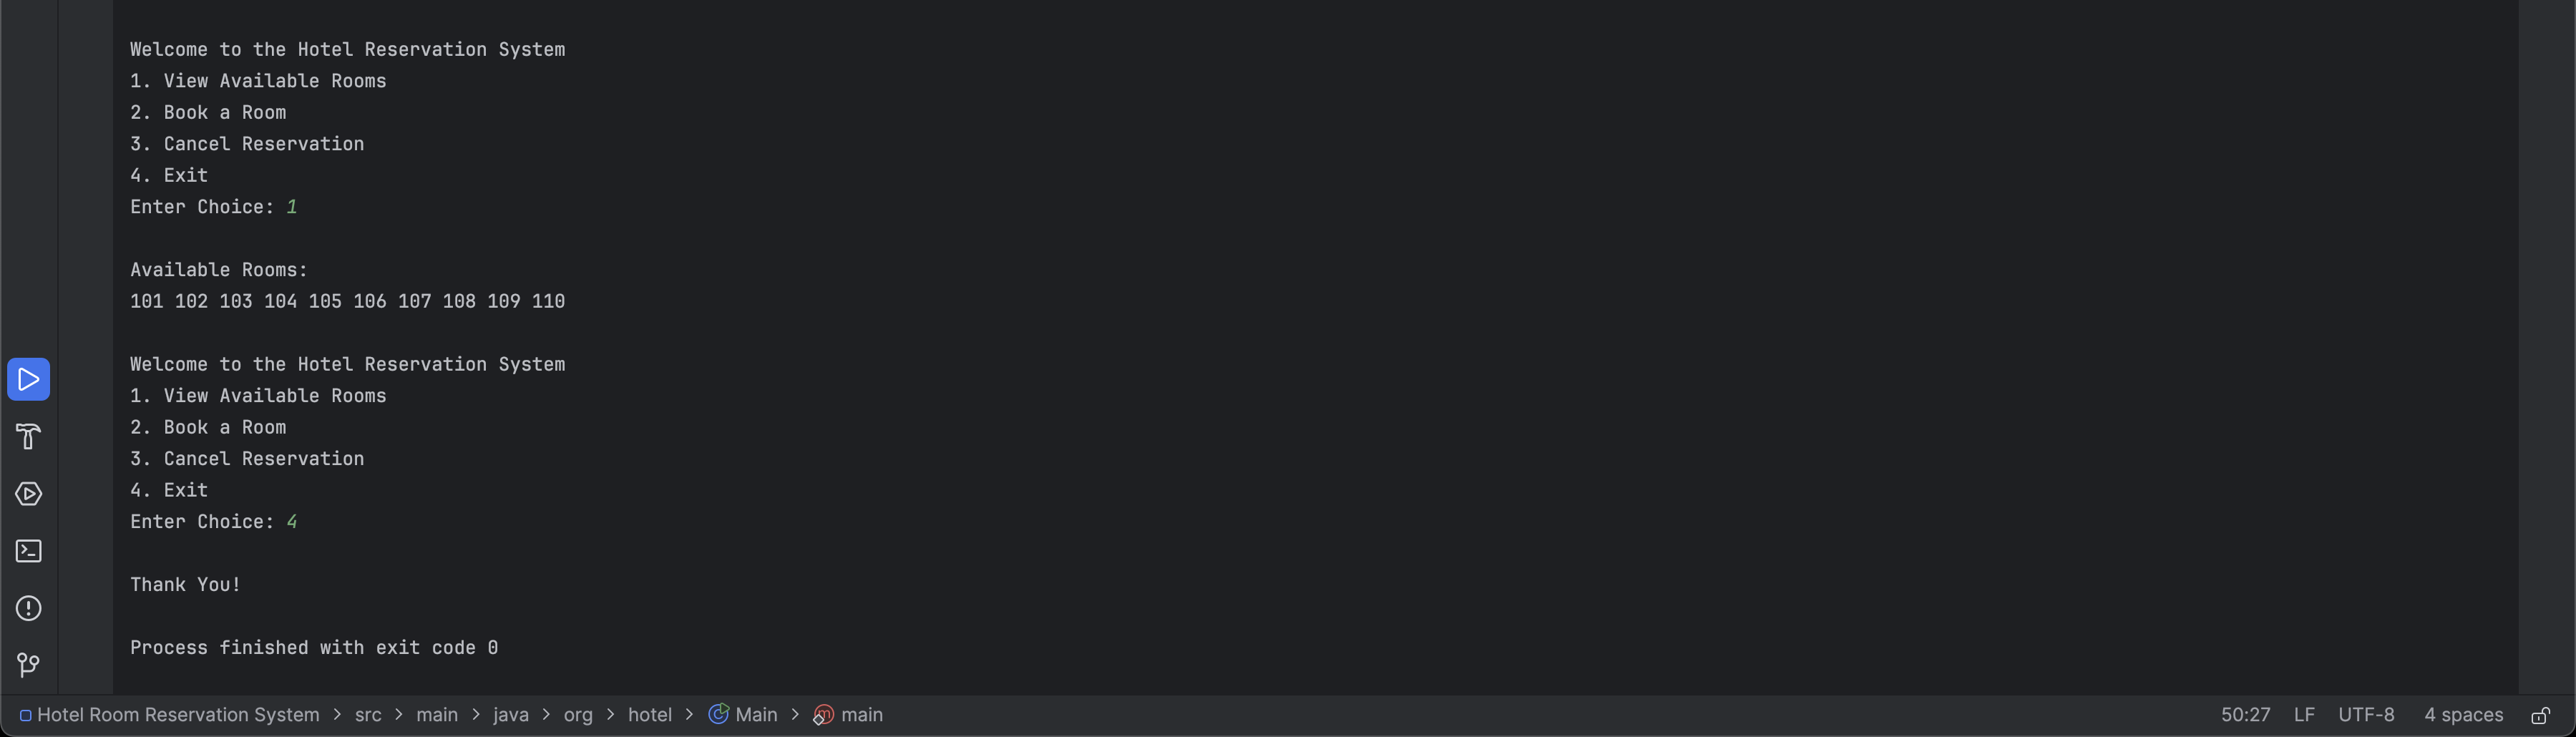 Welcome to the Hotel Reservation System
1. View Available Rooms
2. Book a Room
3. Cancel Reservation
4. Exit
Enter Choice: 1
Available Rooms:
101 102 103 104 105 106 107 108 109 110
Welcome to the Hotel Reservation System
1. View Available Rooms
2. Book a Room
3. Cancel Reservation
4. Exit
Enter Choice: 4
Thank You!
Process finished with exit code 0
Hotel Room Reservation System > src > main > java > org > hotel > Main > main 50:27 LF UTF-8 4 spaces